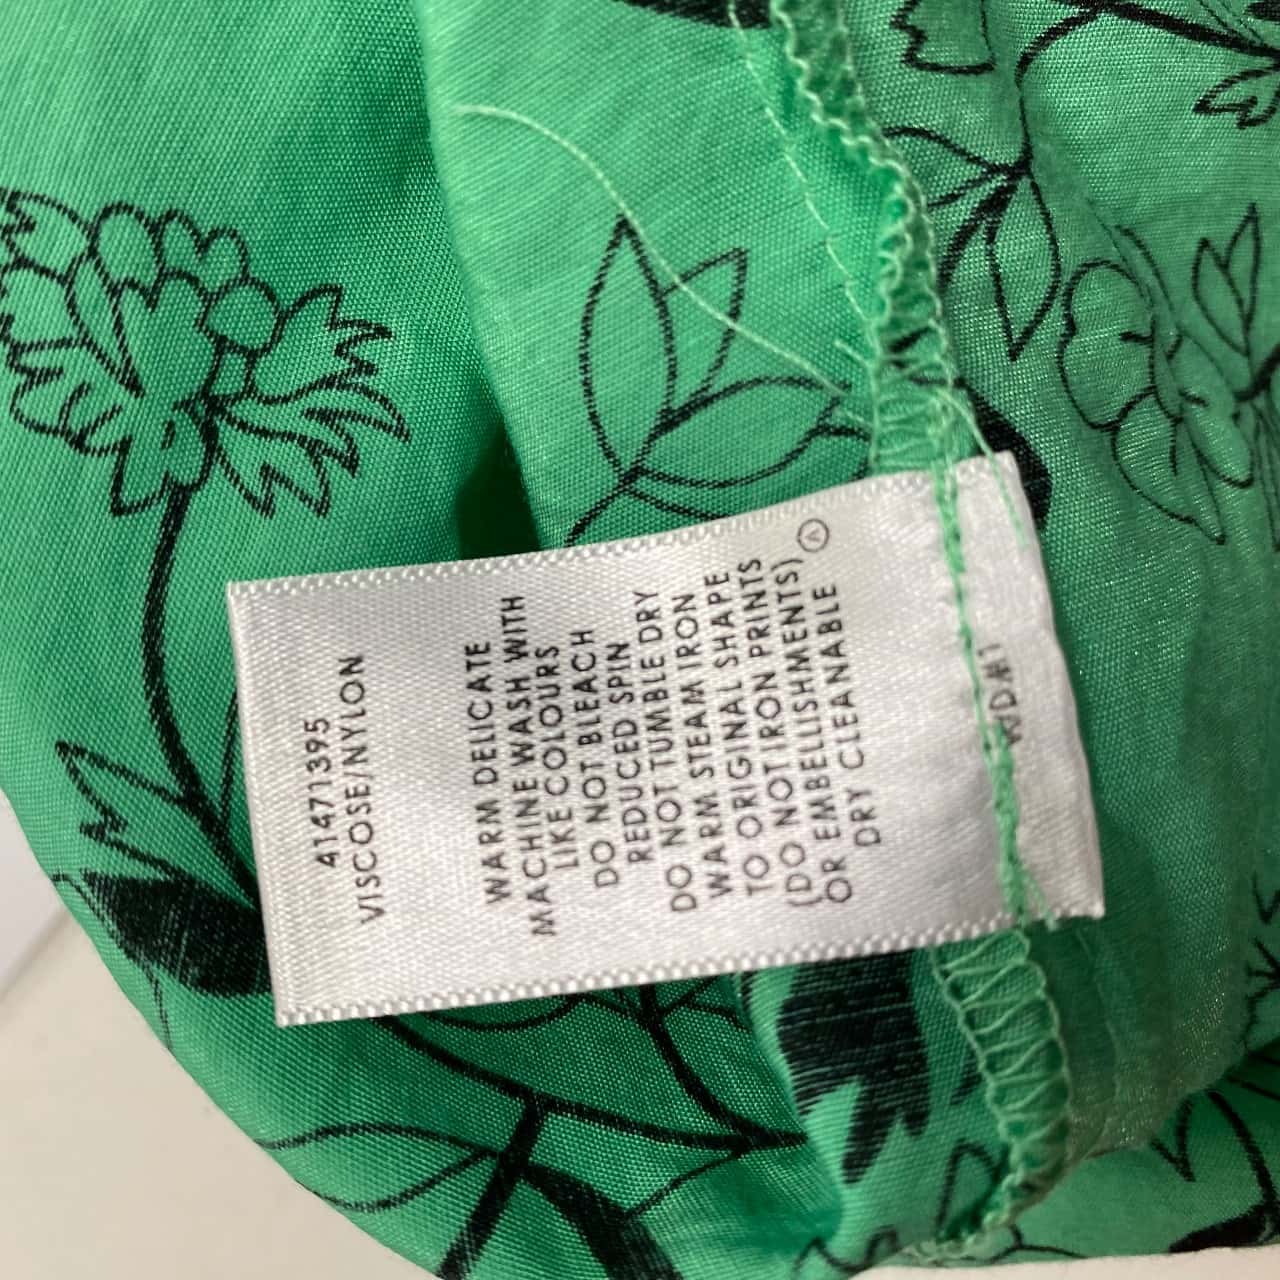 41471395
VISCOSE/NYLON
WARM DELICATE
MACHINE WASH WITH
LIKE COLOURS
DO NOT BLEACH
REDUCED SPIN
DO NOT TUMBLE DRY
WARM STEAM IRON
TO ORIGINAL SHAPE
(DO NOT IRON PRINTS
OR EMBELLISHMENTS)
DRY CLEANABLE
A
WD#1